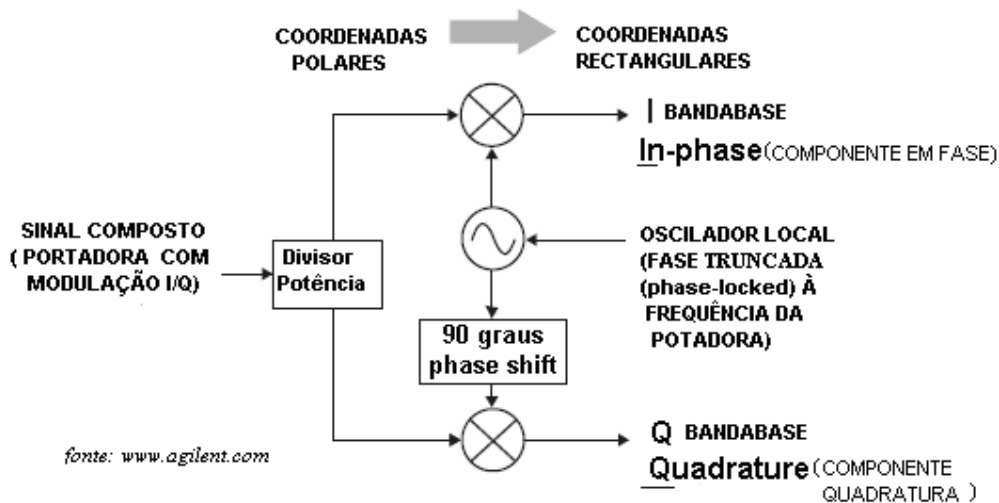 COORDENADAS
POLARES
COORDENADAS
RECTANGULARES
I BANDABASE
In-phase(COMPONENTE EM FASE)
SINAL COMPOSTO
( PORTADORA COM
MODULAÇÃO I/Q)
Divisor
Potência
OSCILADOR LOCAL
(FASE TRUNCADA
(phase-locked) À
FREQUÊNCIA DA
POTADORA)
90 graus
phase shift
Q BANDABASE
Quadrature(COMPONENTE
QUADRATURA )
fonte: www.agilent.com